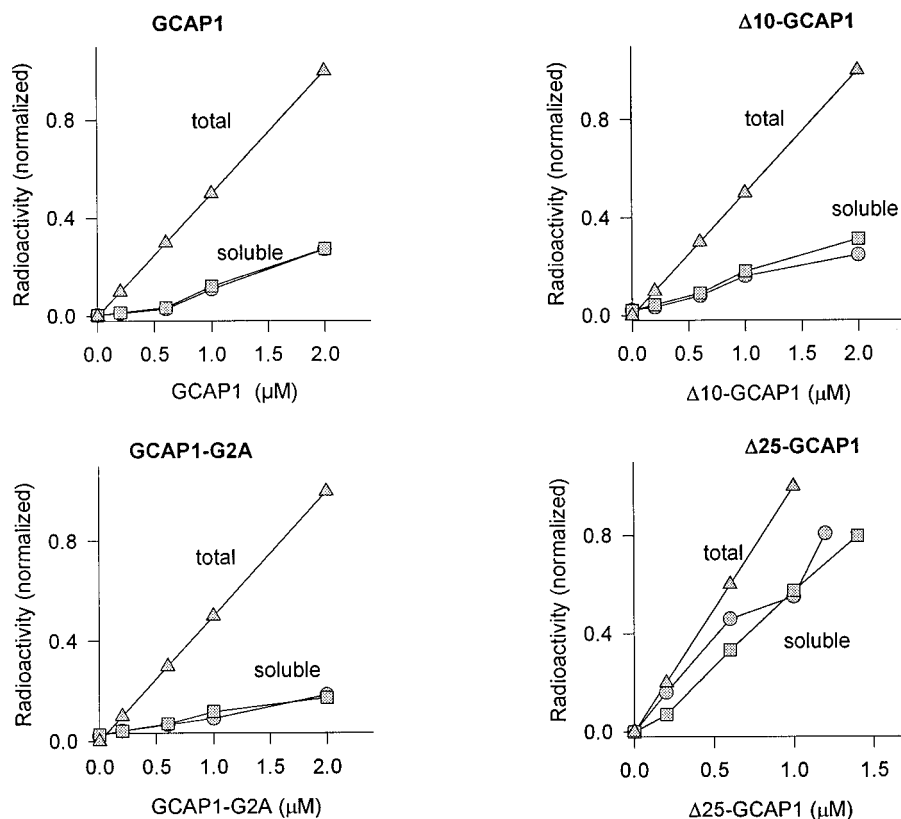 GCAP1
Radioactivity (normalized)
0.8
0.4
0.0
total
soluble
0.0 0.5 1.0 1.5 2.0
GCAP1 (µM)
Δ10-GCAP1
Radioactivity (normalized)
0.8
0.4
0.0
total
soluble
0.0 0.5 1.0 1.5 2.0
Δ10-GCAP1 (µM)
GCAP1-G2A
Radioactivity (normalized)
0.8
0.4
0.0
total
soluble
0.0 0.5 1.0 1.5 2.0
GCAP1-G2A (µM)
Δ25-GCAP1
Radioactivity (normalized)
0.8
0.4
0.0
total
soluble
0.0 0.5 1.0 1.5
Δ25-GCAP1 (µM)